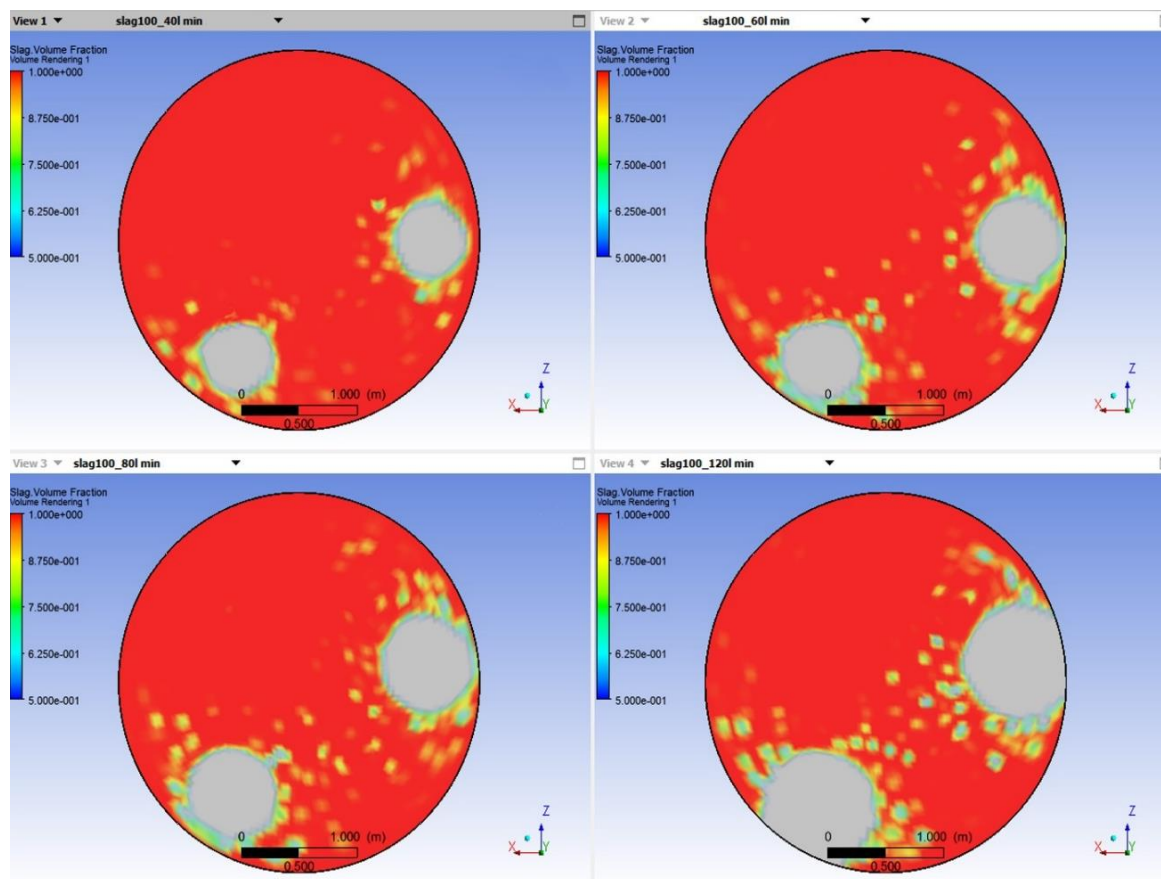 View 1 slag100_40l min
Slag.Volume Fraction
Volume Rendering 1
1.000e+000
8.750e-001
7.500e-001
6.250e-001
5.000e-001
0 1.000 (m)
0.500
Z
X Y
View 2 slag100_60l min
Slag.Volume Fraction
Volume Rendering 1
1.000e+000
8.750e-001
7.500e-001
6.250e-001
5.000e-001
0 1.000 (m)
0.500
Z
X Y
View 3 slag100_80l min
Slag.Volume Fraction
Volume Rendering 1
1.000e+000
8.750e-001
7.500e-001
6.250e-001
5.000e-001
0 1.000 (m)
0.500
Z
X Y
View 4 slag100_120l min
Slag.Volume Fraction
Volume Rendering 1
1.000e+000
8.750e-001
7.500e-001
6.250e-001
5.000e-001
0 1.000 (m)
0.500
Z
X Y